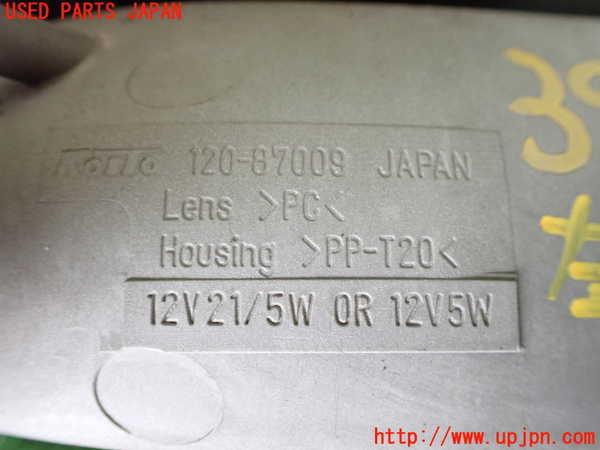 USED PARTS JAPAN
KOITO 120-87009 JAPAN
Lens >PC<
Housing >PP-T20<
12V21/5W OR 12V5W
http://www.upjpn.com